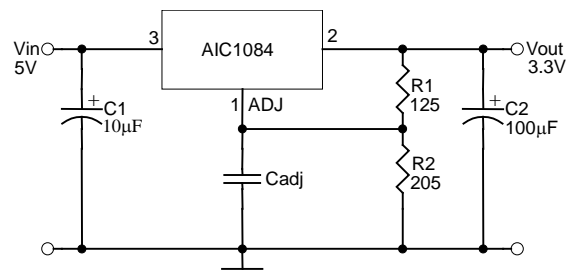 Vin
5V
3
AIC1084
2
Vout
3.3V
1
ADJ
+
C1
10µF
R1
125
+
C2
100µF
Cadj
R2
205